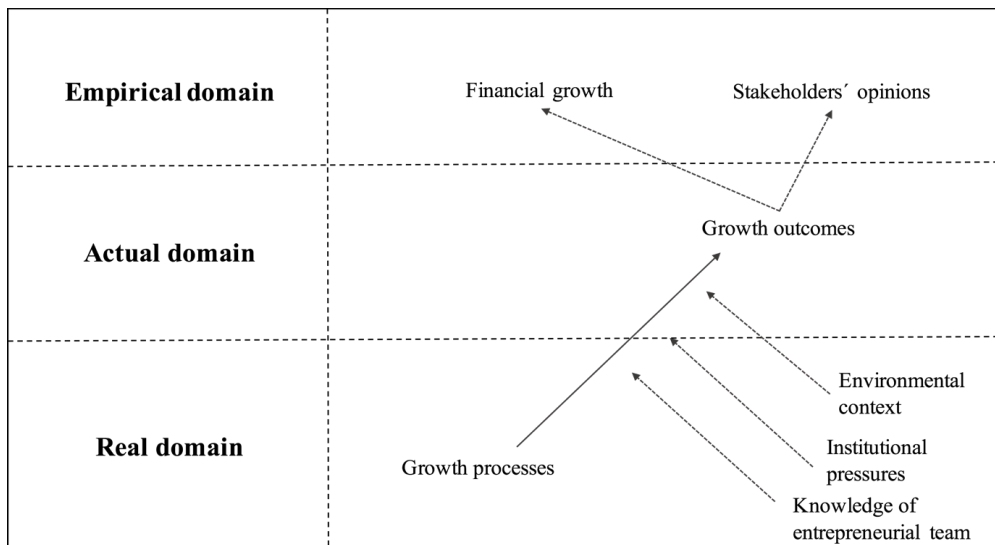 Empirical domain
Financial growth
Stakeholders´ opinions
Actual domain
Growth outcomes
Real domain
Growth processes
Environmental
context
Institutional
pressures
Knowledge of
entrepreneurial team